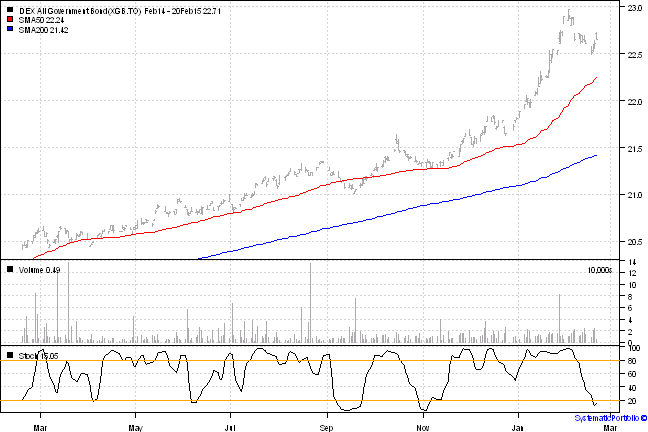 DEX All Government Bond(XGB.TO) Feb14 - 20Feb15 22.71
SMA50 22.24
SMA200 21.42
23.0
22.5
22.0
21.5
21.0
20.5
Volume 0.49
10,000s
14
12
10
8
6
4
2
0
Stoch 15.05
100
80
60
40
20
Mar
May
Jul
Sep
Nov
Jan
Mar
SystematicPortfolio ©